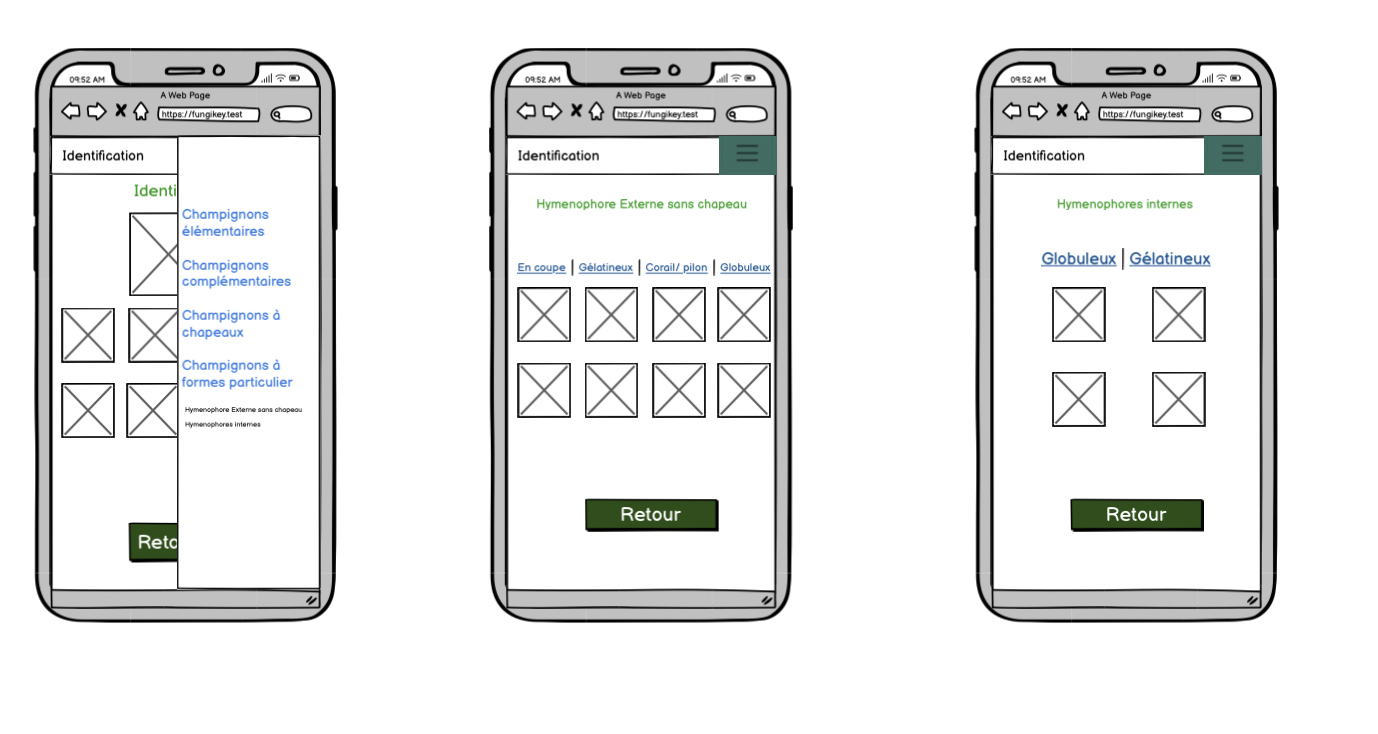 09:52 AM
A Web Page
https://fungikey.test
Identification
Identi
Champignons
élémentaires
Champignons
complémentaires
Champignons à
chapeaux
Champignons à
formes particulier
Hymenophore Externe sans chapeau
Hymenophores internes
Reto
09:52 AM
A Web Page
https://fungikey.test
Identification
Hymenophore Externe sans chapeau
En coupe | Gélatineux | Corail/ pilon | Globuleux
Retour
09:52 AM
A Web Page
https://fungikey.test
Identification
Hymenophores internes
Globuleux | Gélatineux
Retour